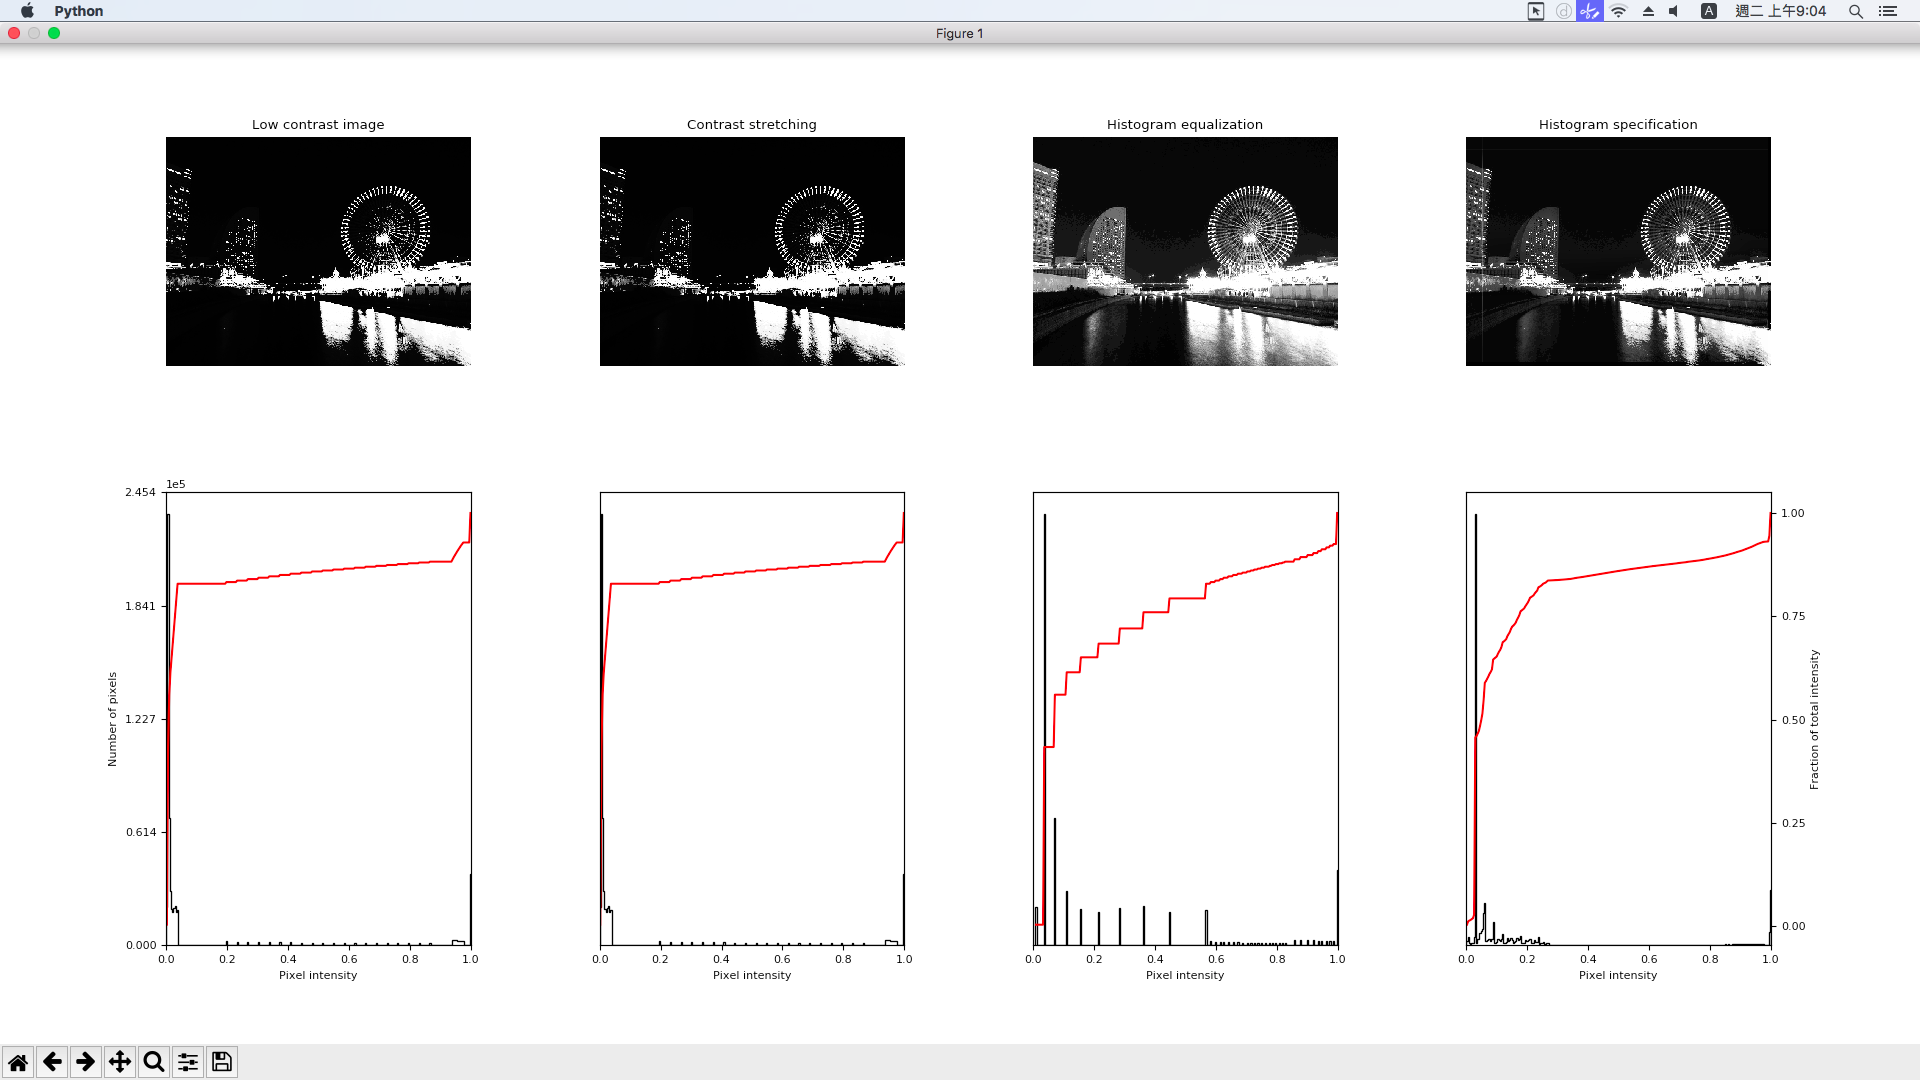 Python
A
週二 上午9:04
Figure 1
Low contrast image
Contrast stretching
Histogram equalization
Histogram specification
1e5
2.454
1.841
1.227
0.614
0.000
Number of pixels
0.0 0.2 0.4 0.6 0.8 1.0
Pixel intensity
0.0 0.2 0.4 0.6 0.8 1.0
Pixel intensity
0.0 0.2 0.4 0.6 0.8 1.0
Pixel intensity
0.0 0.2 0.4 0.6 0.8 1.0
Pixel intensity
1.00
0.75
0.50
0.25
0.00
Fraction of total intensity